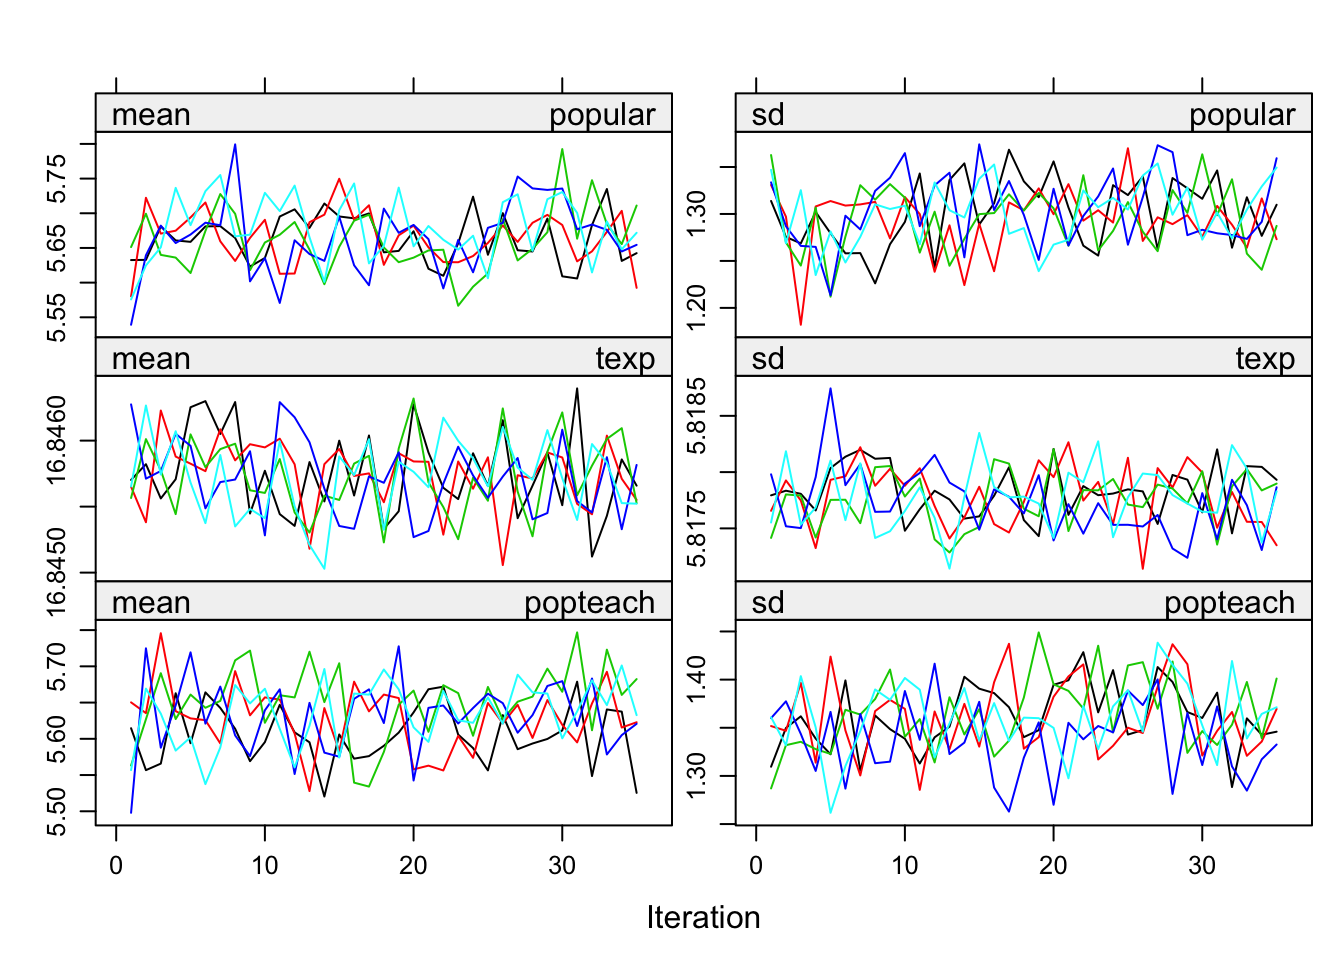 mean popular sd popular
5.75
5.65
5.55
1.30
1.20
mean texp sd texp
16.8460
16.8450
5.8185
5.8175
mean popteach sd popteach
5.70
5.60
5.50
1.40
1.30
0 10 20 30 0 10 20 30
Iteration